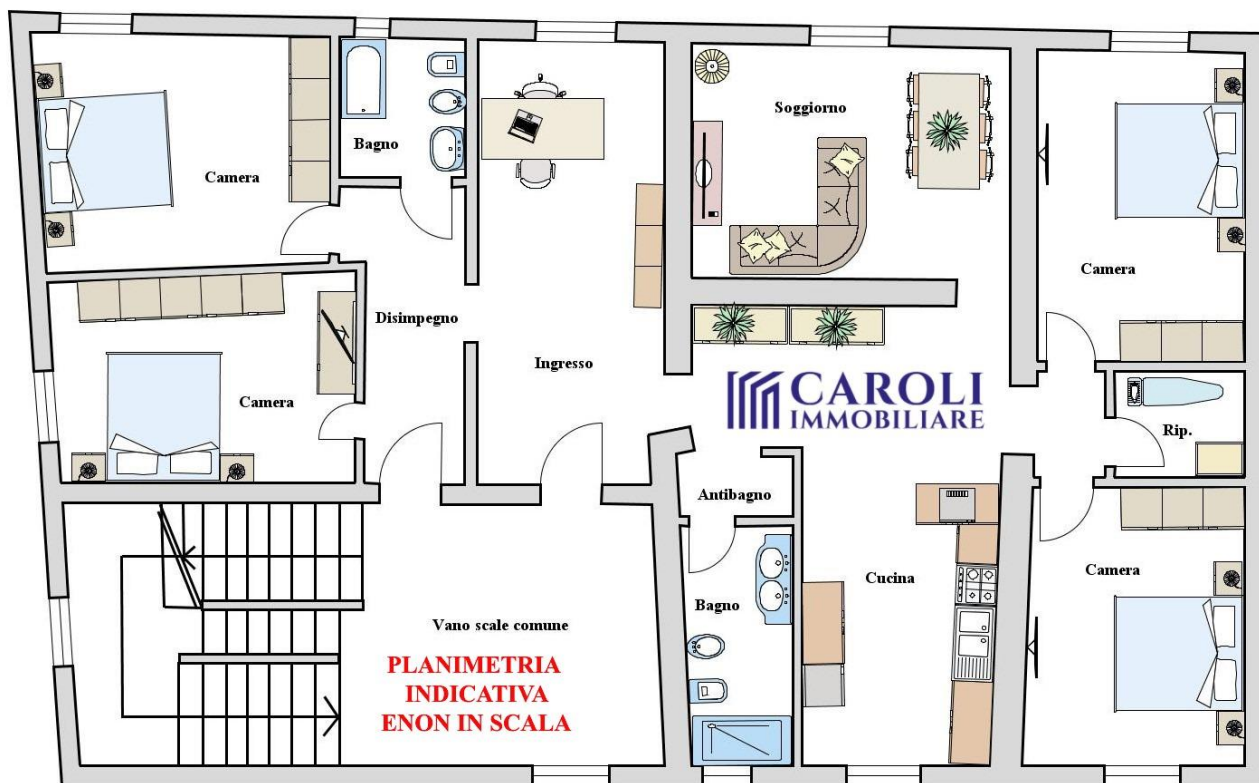 Camera
Bagno
Soggiorno
Camera
Disimpegno
Ingresso
Camera
CAROLI
IMMOBILIARE
Rip.
Antibagno
Cucina
Camera
Bagno
Vano scale comune
PLANIMETRIA
INDICATIVA
ENON IN SCALA